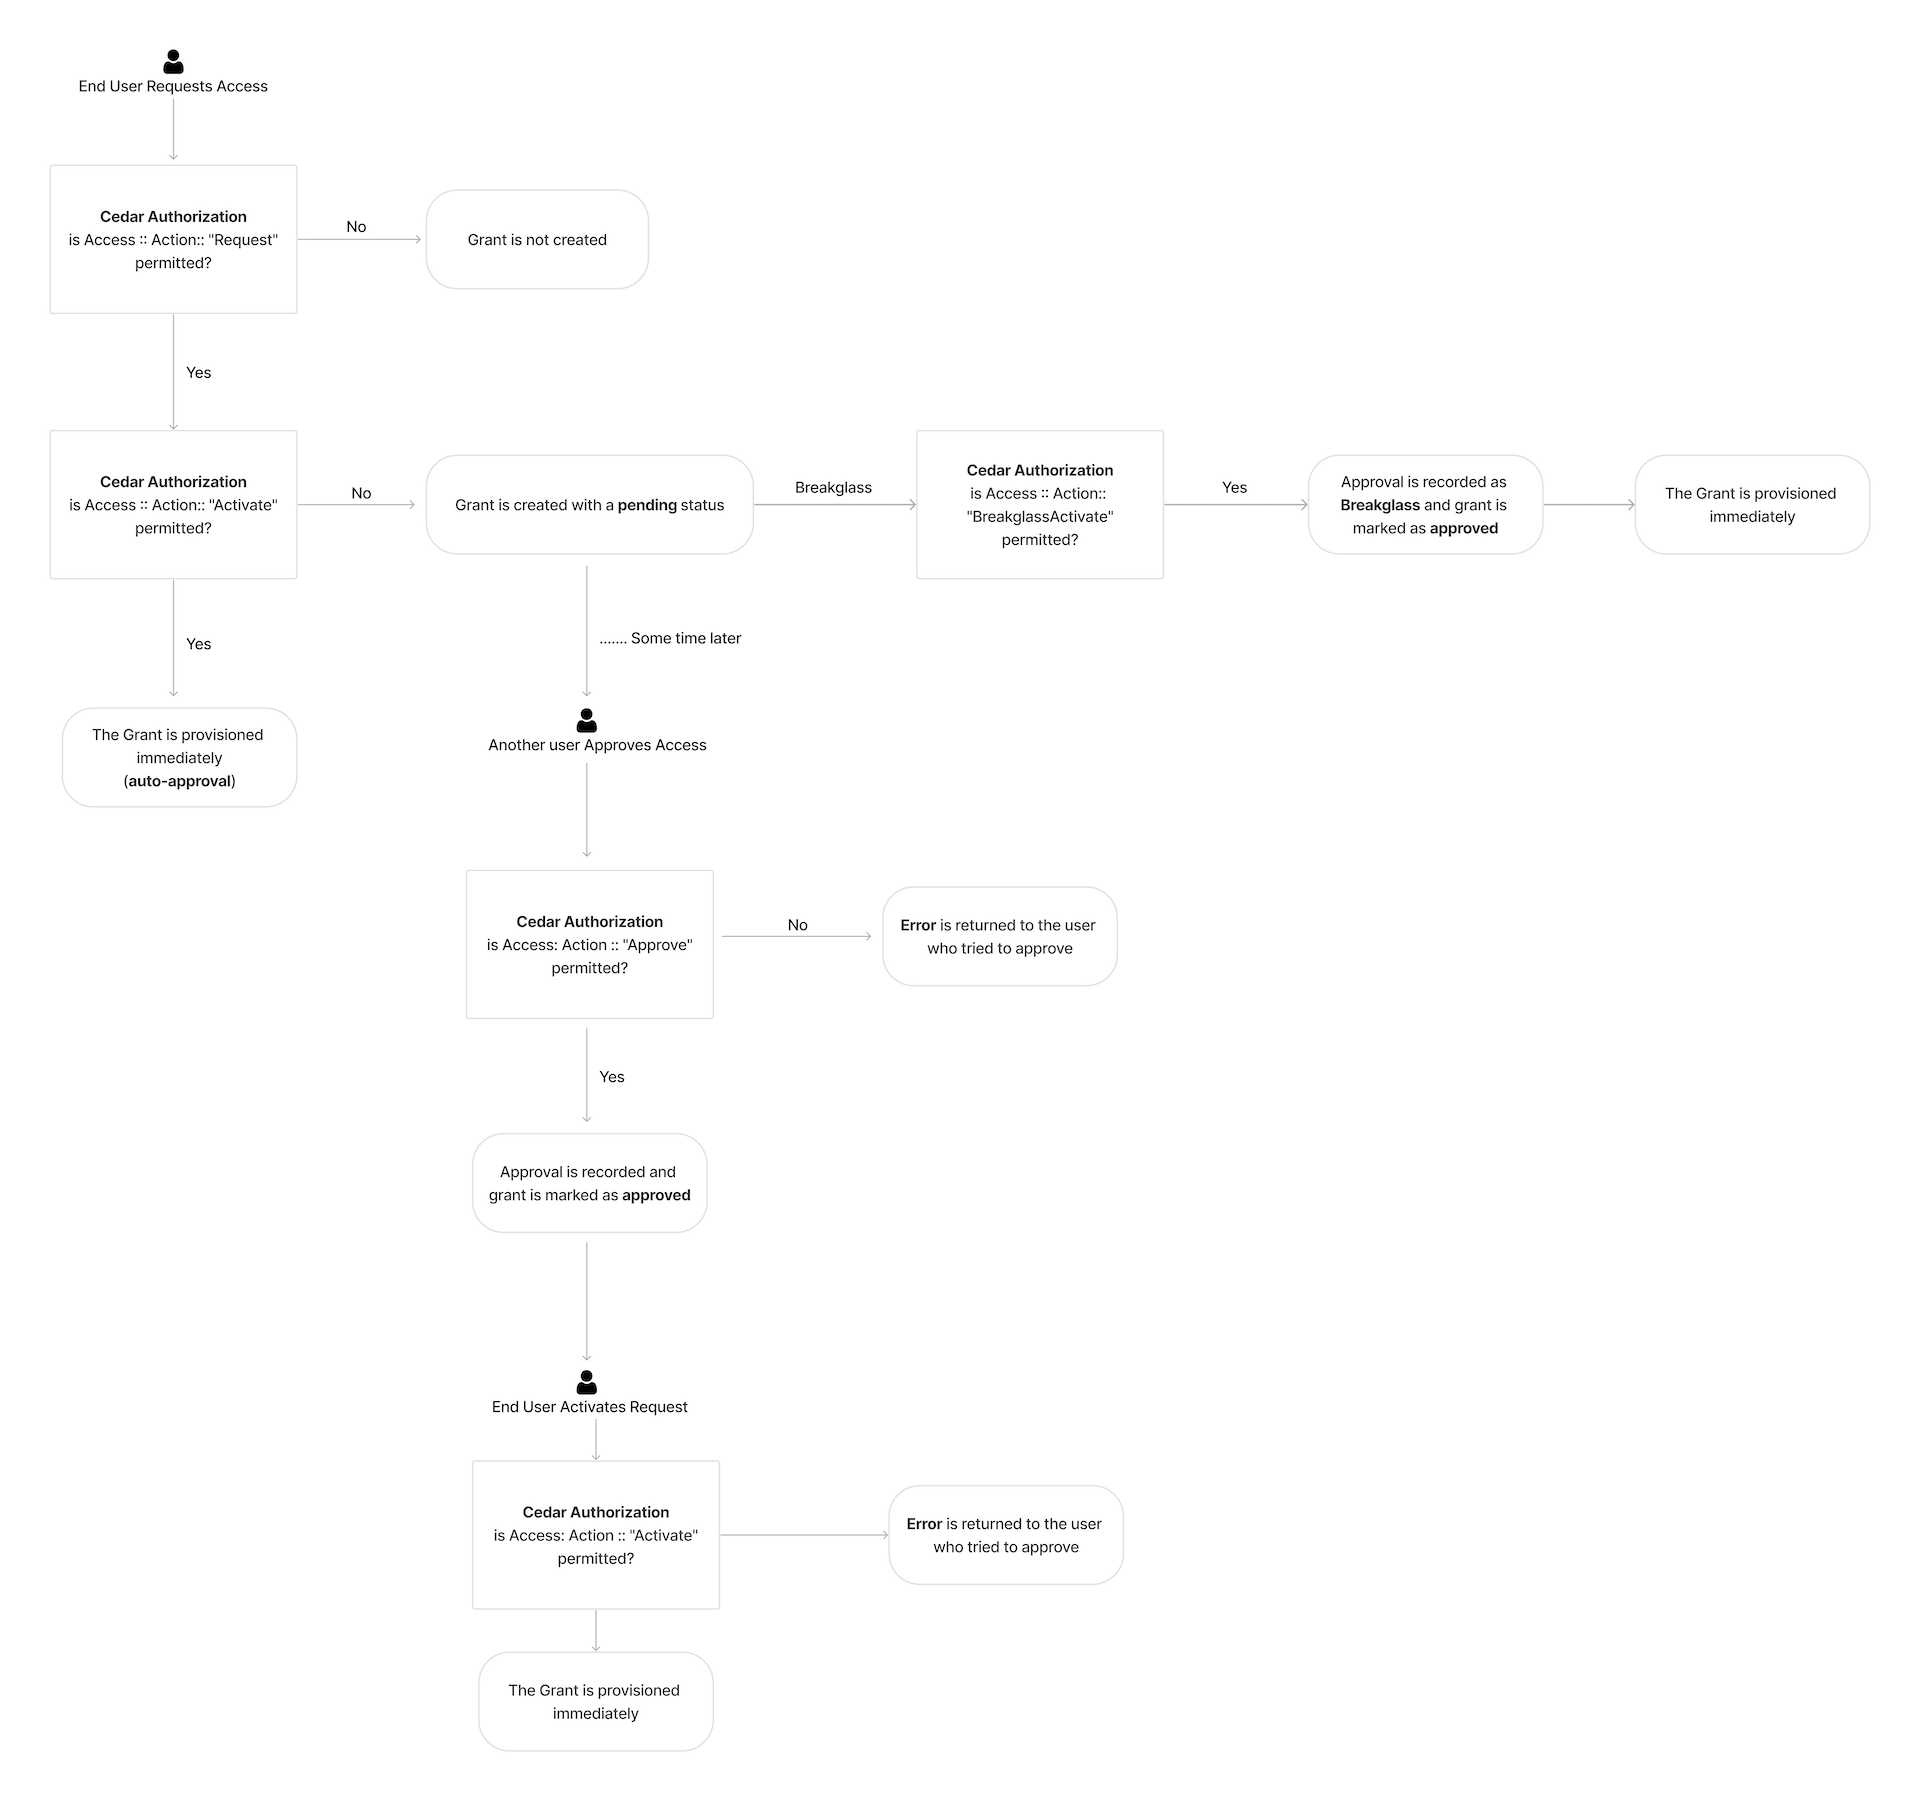 End User Requests Access
Cedar Authorization
is Access :: Action:: "Request"
permitted?
No
Grant is not created
Yes
Cedar Authorization
is Access :: Action:: "Activate"
permitted?
No
Grant is created with a pending status
Breakglass
Cedar Authorization
is Access :: Action::
"BreakglassActivate"
permitted?
Yes
Approval is recorded as
Breakglass and grant is
marked as approved
The Grant is provisioned
immediately
Yes
....... Some time later
The Grant is provisioned
immediately
(auto-approval)
Another user Approves Access
Cedar Authorization
is Access: Action :: "Approve"
permitted?
No
Error is returned to the user
who tried to approve
Yes
Approval is recorded and
grant is marked as approved
End User Activates Request
Cedar Authorization
is Access: Action :: "Activate"
permitted?
Error is returned to the user
who tried to approve
The Grant is provisioned
immediately